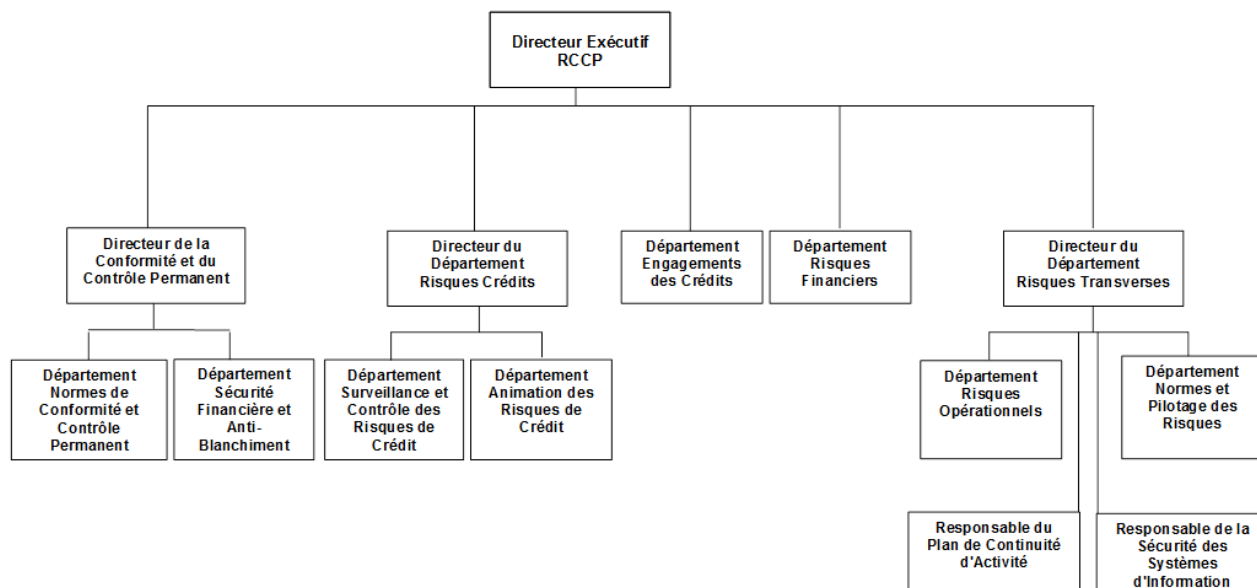 Directeur Exécutif
RCCP
Directeur de la
Conformité et du
Contrôle Permanent
Directeur du
Département
Risques Crédits
Département
Engagements
des Crédits
Département
Risques
Financiers
Directeur du
Département
Risques Transverses
Département
Normes de
Conformité et
Contrôle
Permanent
Département
Sécurité
Financière et
Anti-
Blanchiment
Département
Surveillance et
Contrôle des
Risques de
Crédit
Département
Animation des
Risques de
Crédit
Département
Risques
Opérationnels
Département
Normes et
Pilotage des
Risques
Responsable du
Plan de Continuité
d'Activité
Responsable de la
Sécurité des
Systèmes
d'Information